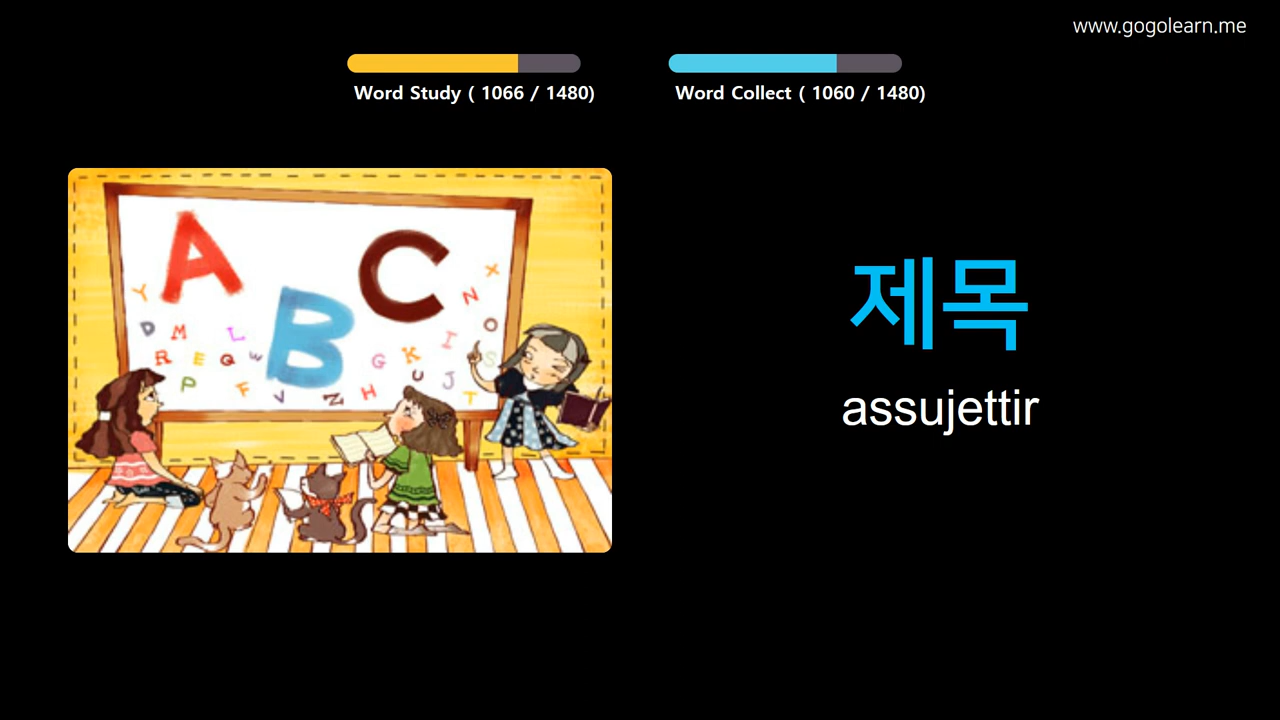 www.gogolearn.me
Word Study ( 1066 / 1480)
Word Collect ( 1060 / 1480)
A
B
C
X
Y
N
D
M
L
O
I
R
E
Q
W
G
K
S
P
F
U
J
V
Z
H
T
제목
assujettir